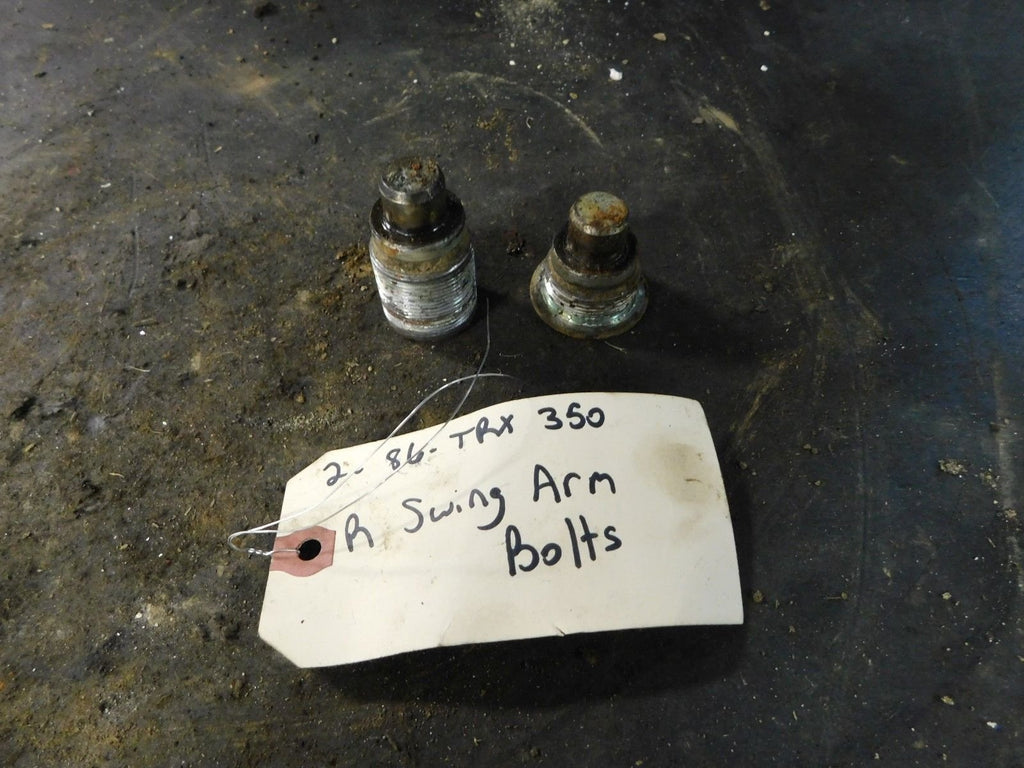 2- 86- TRX 350
R Swing Arm
Bolts